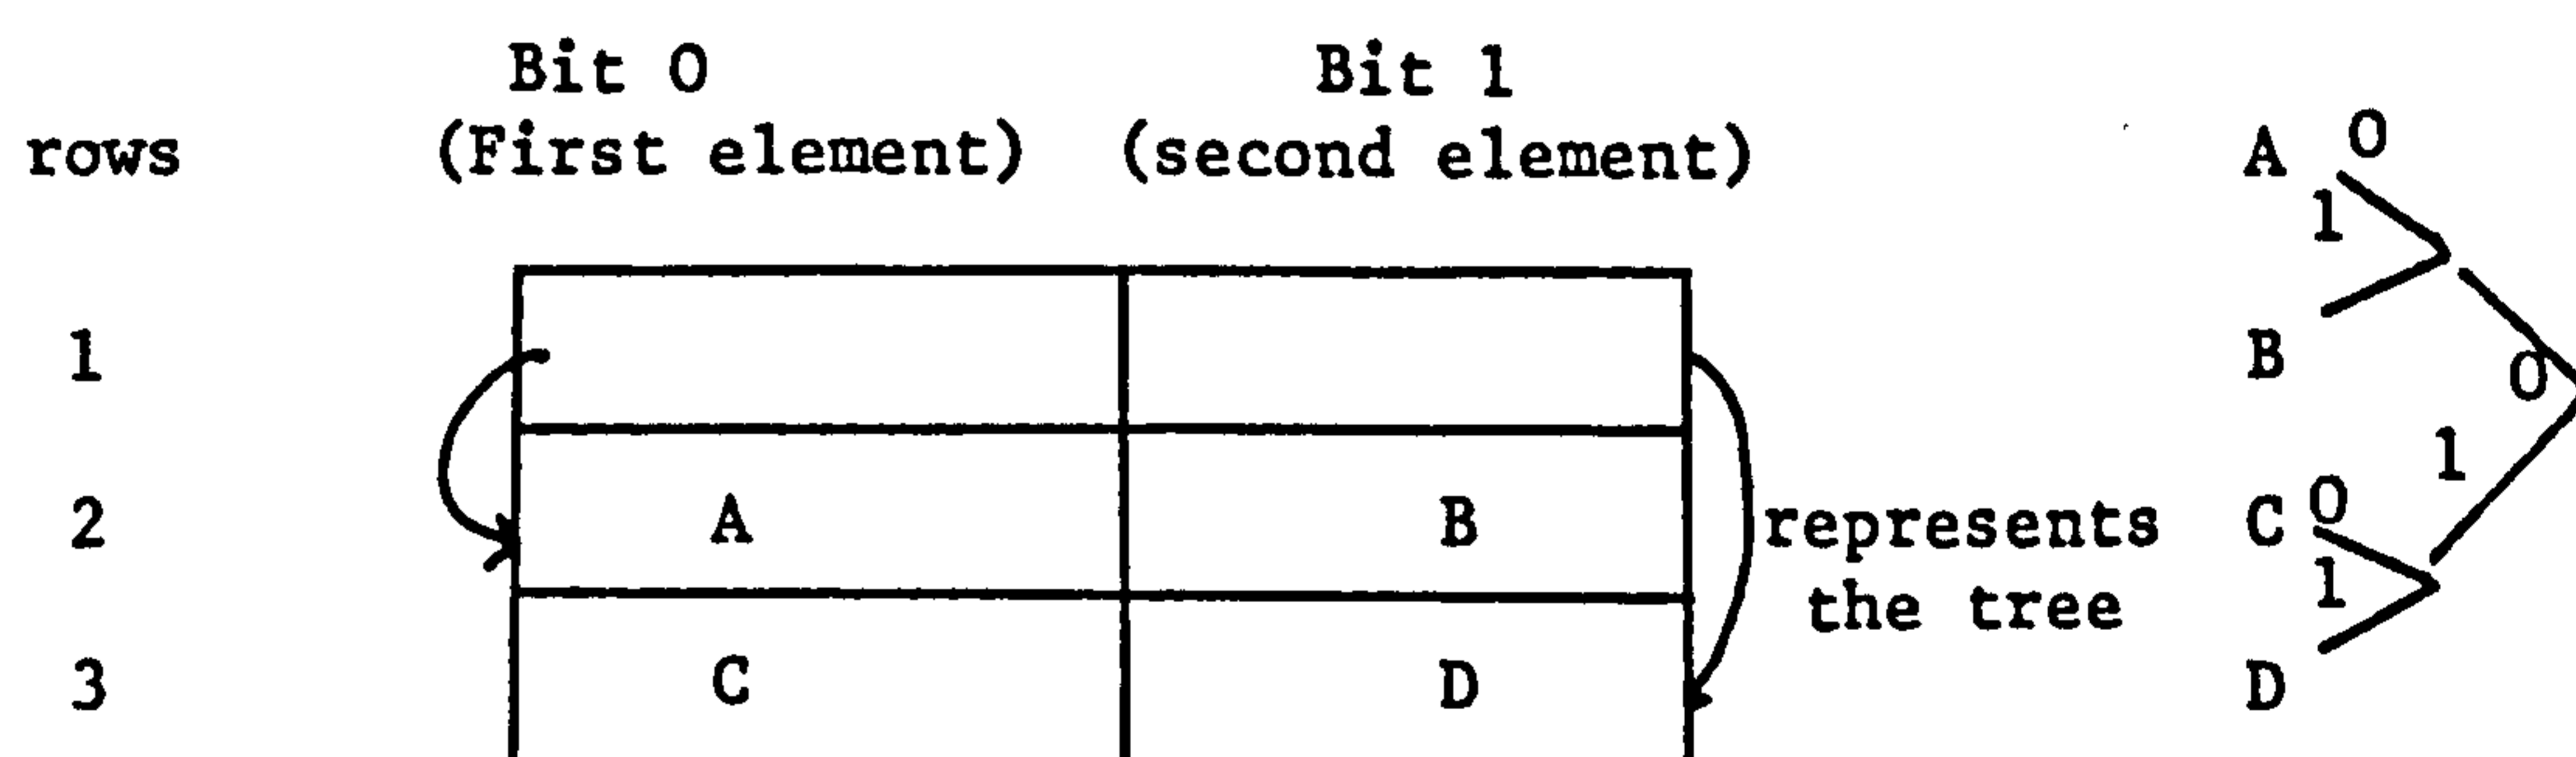 Bit 0 Bit 1
rows (First element) (second element) A 0
1
1 B
0
1
2 A B represents C 0
the tree 1
3 C D D